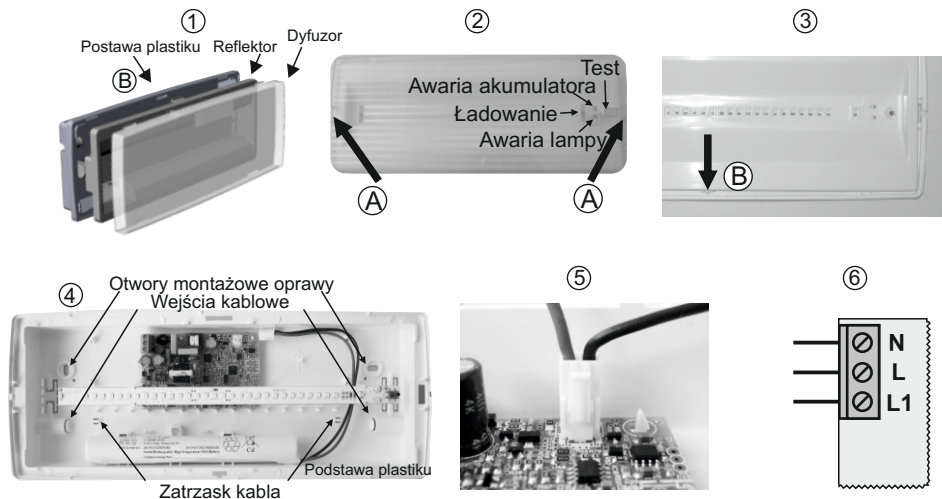 1
Postawa plastiku
Reflektor
Dyfuzor
B
2
Awaria akumulatora
Test
Ładowanie
Awaria lampy
A
A
3
B
4
Otwory montażowe oprawy
Wejścia kablowe
Podstawa plastiku
Zatrzask kabla
Cd
5
6
N
L
L1